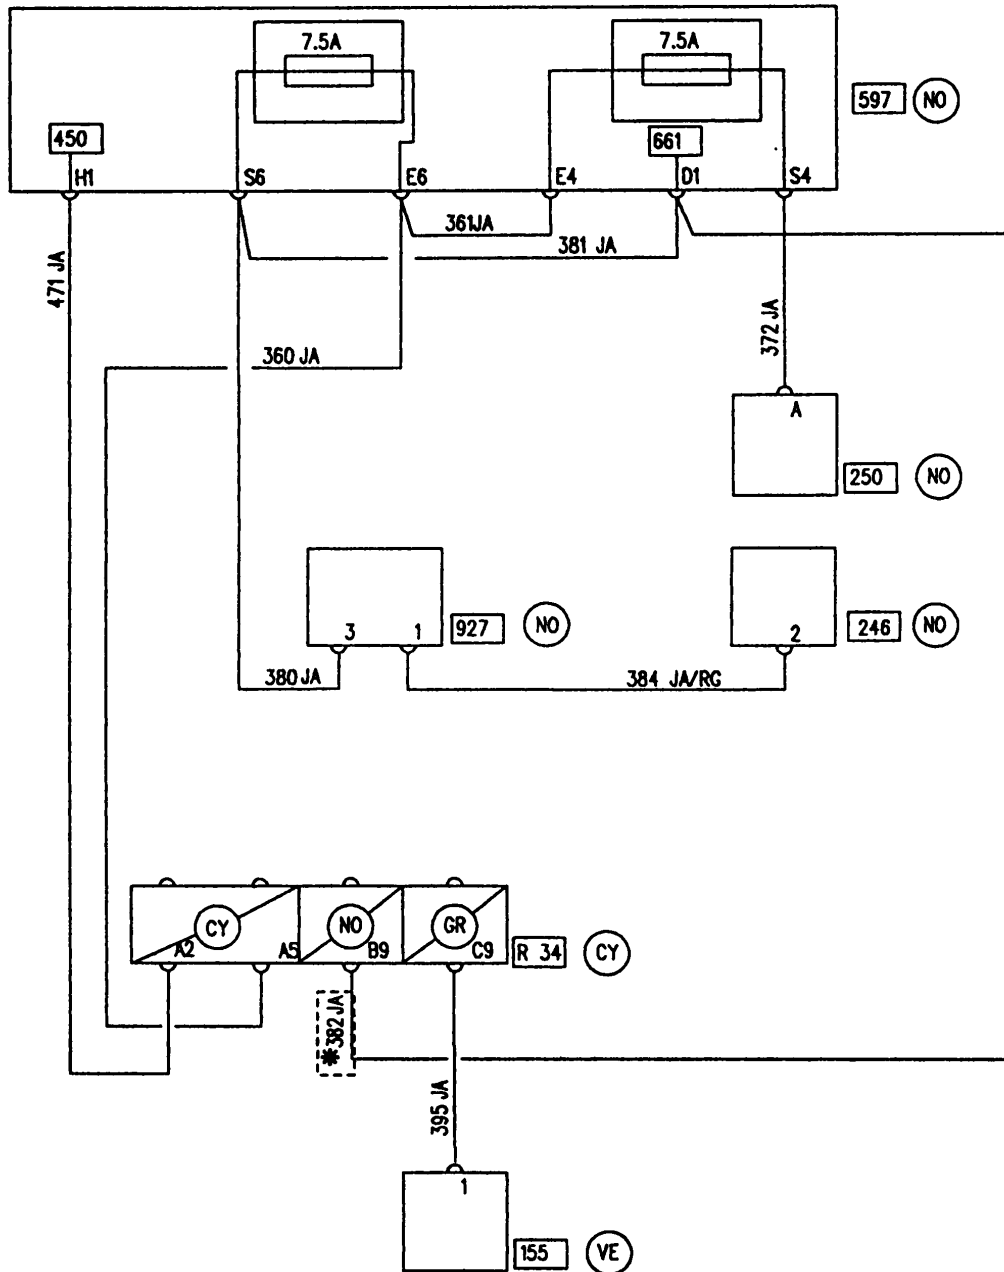 7.5A
7.5A
597 NO
450
661
H1 S6 E6 E4 D1 S4
361JA
381 JA
471 JA
372 JA
360 JA
A
250 NO
3 1
927 NO
2
246 NO
380 JA
384 JA/RG
CY NO GR
A2 A5 B9 C9
R 34 CY
*382 JA
395 JA
1
155 VE